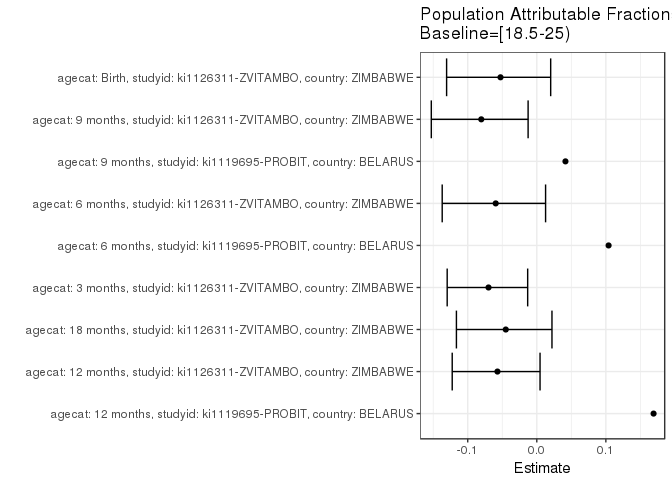 Population Attributable Fraction
Baseline=[18.5-25)
agecat: Birth, studyid: ki1126311-ZVITAMBO, country: ZIMBABWE
agecat: 9 months, studyid: ki1126311-ZVITAMBO, country: ZIMBABWE
agecat: 9 months, studyid: ki1119695-PROBIT, country: BELARUS
agecat: 6 months, studyid: ki1126311-ZVITAMBO, country: ZIMBABWE
agecat: 6 months, studyid: ki1119695-PROBIT, country: BELARUS
agecat: 3 months, studyid: ki1126311-ZVITAMBO, country: ZIMBABWE
agecat: 18 months, studyid: ki1126311-ZVITAMBO, country: ZIMBABWE
agecat: 12 months, studyid: ki1126311-ZVITAMBO, country: ZIMBABWE
agecat: 12 months, studyid: ki1119695-PROBIT, country: BELARUS
-0.1 0.0 0.1
Estimate